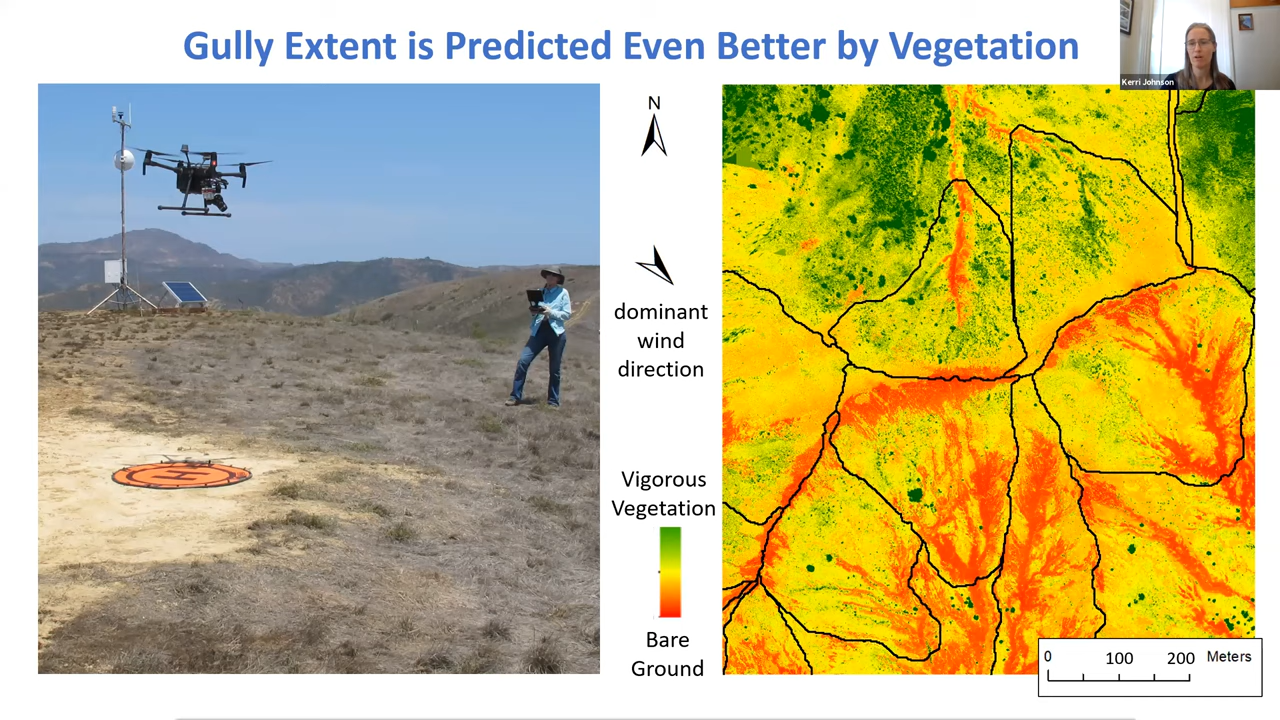 Gully Extent is Predicted Even Better by Vegetation
Kerri Johnson
N
dominant
wind
direction
Vigorous
Vegetation
Bare
Ground
0 100 200 Meters
H